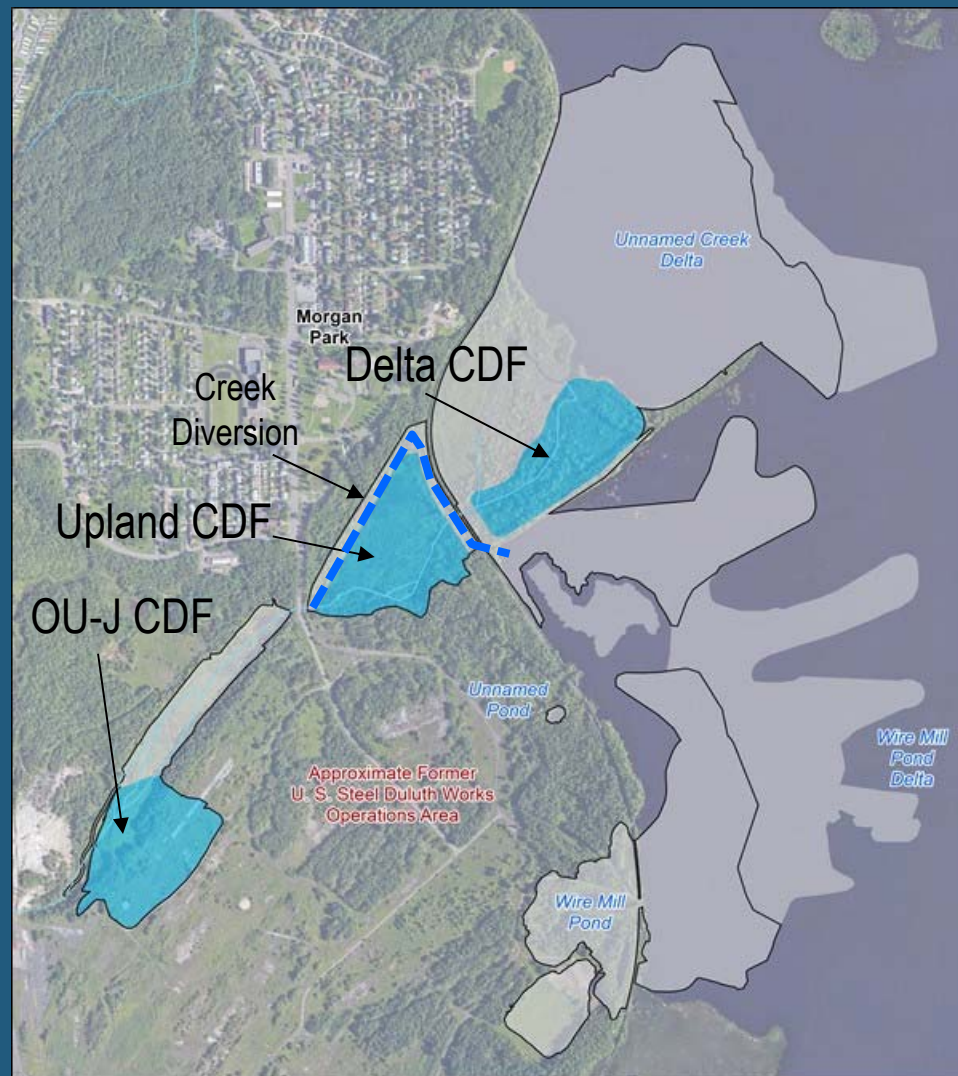 Unnamed Creek
Delta
Morgan
Park
Delta CDF
Creek
Diversion
Upland CDF
OU-J CDF
Unnamed
Pond
Approximate Former
U. S. Steel Duluth Works
Operations Area
Wire Mill
Pond
Delta
Wire Mill
Pond